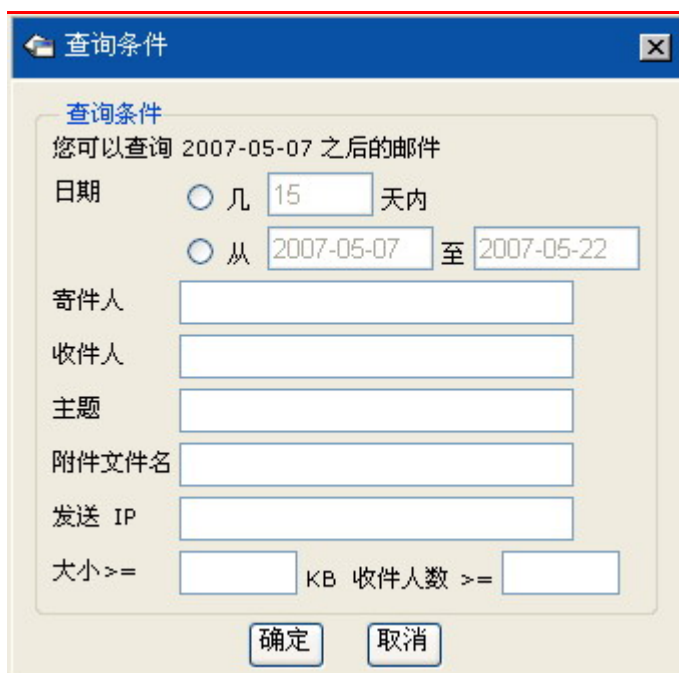 查询条件
查询条件
您可以查询 2007-05-07 之后的邮件
日期 几 15 天内
从 2007-05-07 至 2007-05-22
寄件人
收件人
主题
附件文件名
发送 IP
大小>= KB 收件人数 >=
确定 取消